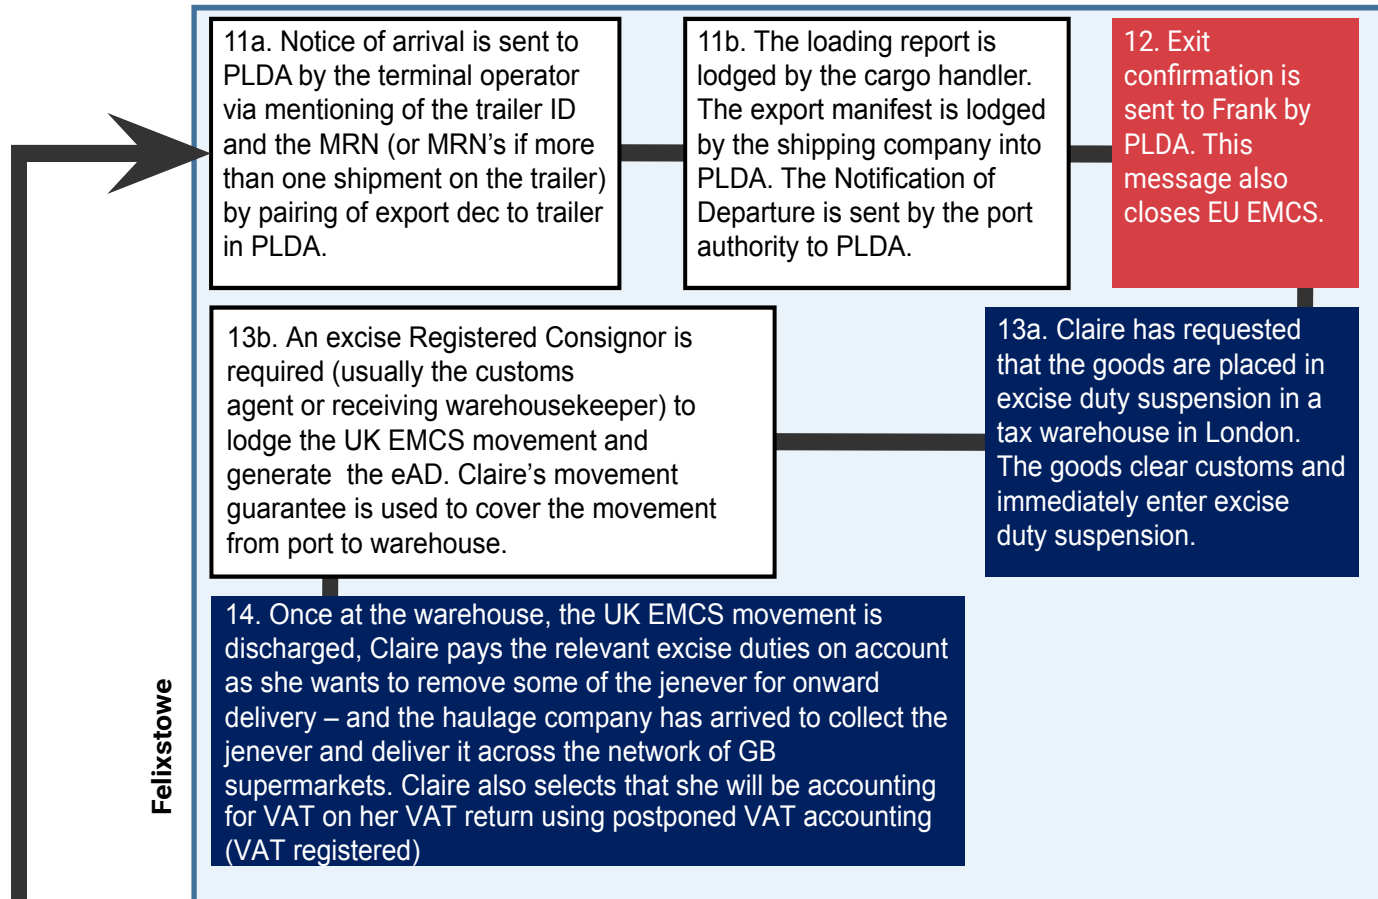 11a. Notice of arrival is sent to
PLDA by the terminal operator
via mentioning of the trailer ID
and the MRN (or MRN’s if more
than one shipment on the trailer)
by pairing of export dec to trailer
in PLDA.
11b. The loading report is
lodged by the cargo handler.
The export manifest is lodged
by the shipping company into
PLDA. The Notification of
Departure is sent by the port
authority to PLDA.
12. Exit
confirmation is
sent to Frank by
PLDA. This
message also
closes EU EMCS.
13a. Claire has requested
that the goods are placed in
excise duty suspension in a
tax warehouse in London.
The goods clear customs and
immediately enter excise
duty suspension.
13b. An excise Registered Consignor is
required (usually the customs
agent or receiving warehousekeeper) to
lodge the UK EMCS movement and
generate  the eAD. Claire’s movement
guarantee is used to cover the movement
from port to warehouse.
14. Once at the warehouse, the UK EMCS movement is
discharged, Claire pays the relevant excise duties on account
as she wants to remove some of the jenever for onward
delivery – and the haulage company has arrived to collect the
jenever and deliver it across the network of GB
supermarkets. Claire also selects that she will be accounting
for VAT on her VAT return using postponed VAT accounting
(VAT registered)
Felixstowe